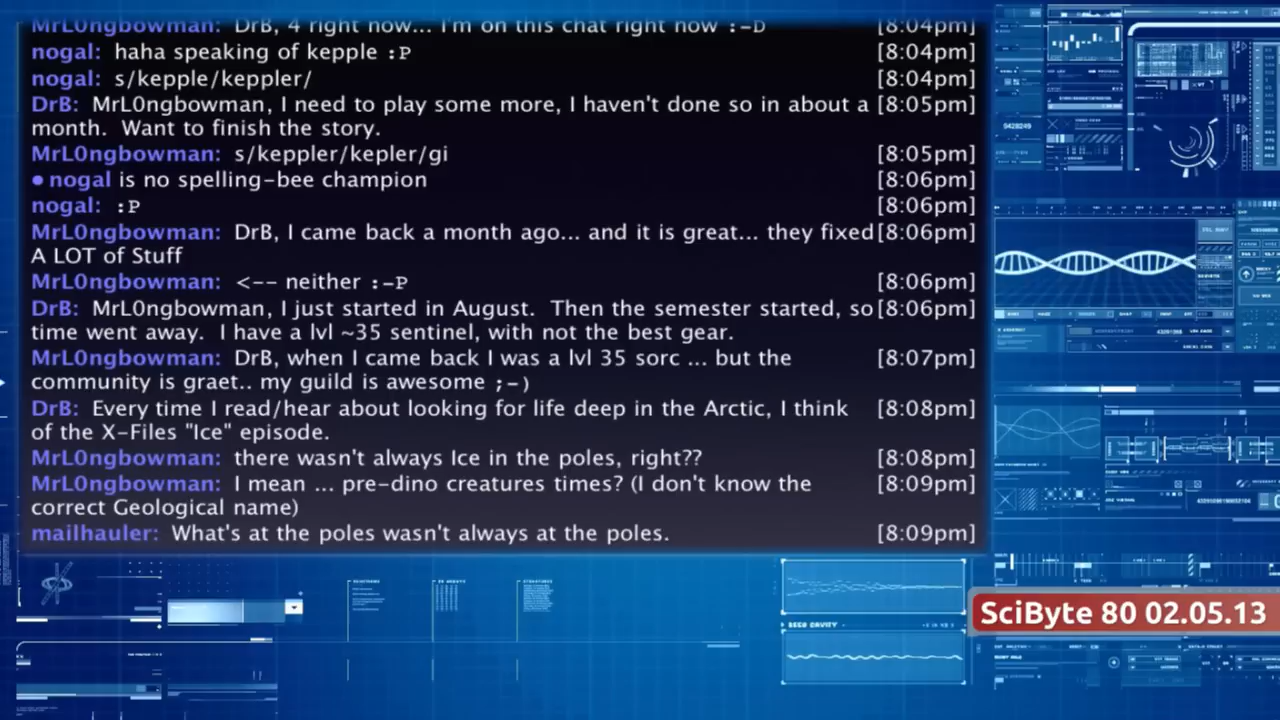 MrL0ngbowman: DrB, 4 right now... I'm on this chat right now :-D [8:04pm]
nogal: haha speaking of kepple :P [8:04pm]
nogal: s/kepple/keppler/ [8:04pm]
DrB: MrL0ngbowman, I need to play some more, I haven't done so in about a [8:05pm]
month. Want to finish the story.
MrL0ngbowman: s/keppler/kepler/gi [8:05pm]
• nogal is no spelling-bee champion [8:06pm]
nogal: :P [8:06pm]
MrL0ngbowman: DrB, I came back a month ago.. and it is great... they fixed [8:06pm]
A LOT of Stuff
MrL0ngbowman: <-- neither :-P [8:06pm]
DrB: MrL0ngbowman, I just started in August. Then the semester started, so [8:06pm]
time went away. I have a lvl ~35 sentinel, with not the best gear.
MrL0ngbowman: DrB, when I came back I was a lvl 35 sorc ... but the [8:07pm]
community is graet.. my guild is awesome ;-)
DrB: Every time I read/hear about looking for life deep in the Arctic, I think [8:08pm]
of the X-Files "Ice" episode.
MrL0ngbowman: there wasn't always Ice in the poles, right?? [8:08pm]
MrL0ngbowman: I mean ... pre-dino creatures times? (I don't know the [8:09pm]
correct Geological name)
mailhauler: What's at the poles wasn't always at the poles. [8:09pm]
SciByte 80 02.05.13